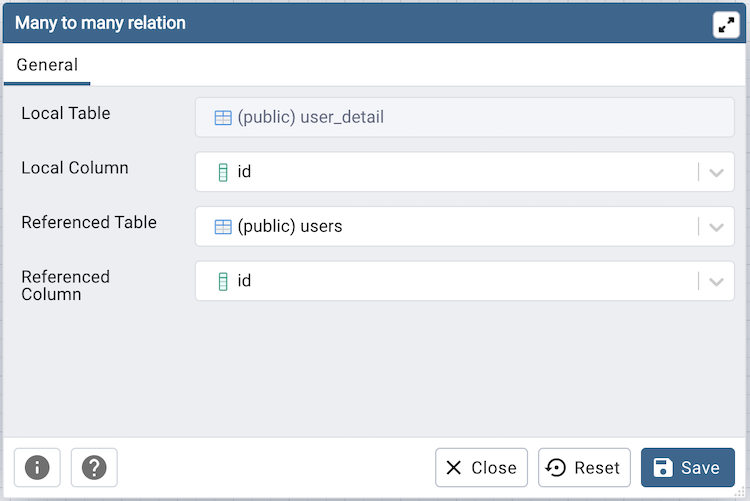 Many to many relation
General
Local Table
(public) user_detail
Local Column
id
Referenced Table
(public) users
Referenced
Column
id
Close
Reset
Save